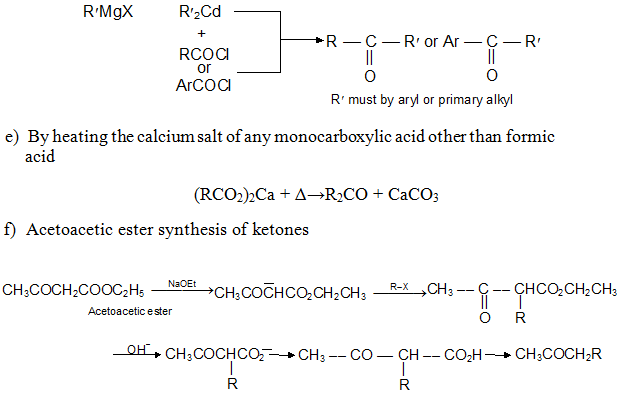 R'MgX R'₂Cd
+
RCOCl
or
ArCOCl
R — C — R' or Ar — C — R'
O O
R' must by aryl or primary alkyl
e) By heating the calcium salt of any monocarboxylic acid other than formic
acid
(RCO₂)₂Ca + Δ→R₂CO + CaCO₃
f) Acetoacetic ester synthesis of ketones
CH₃COCH₂COOC₂H₅ NaOEt → CH₃COC̅HCO₂CH₂CH₃ R–X → CH₃ -- C -- CHCO₂CH₂CH₃
Acetoacetic ester
O R
OH⁻ → CH₃COCHCO₂⁻ → CH₃ -- CO — CH -- CO₂H → CH₃COCH₂R
R R